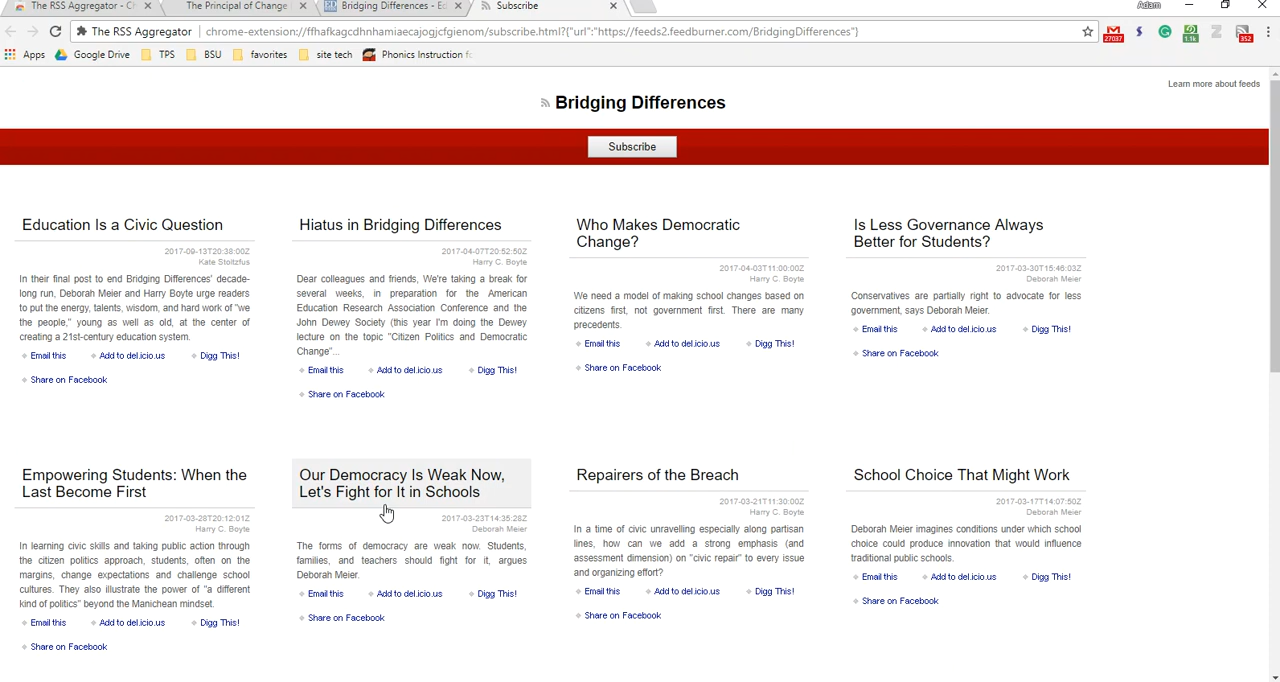 The RSS Aggregator - Ch
The Principal of Change
Bridging Differences - Ed
Subscribe
Adam
The RSS Aggregator
chrome-extension://ffhafkagcdhnhamiaecajogjcfgienom/subscribe.html?{"url":"https://feeds2.feedburner.com/BridgingDifferences"}
27037
1.1k
352
Apps
Google Drive
TPS
BSU
favorites
site tech
Phonics Instruction fo
Learn more about feeds
Bridging Differences
Subscribe
Education Is a Civic Question
2017-09-13T20:38:00Z
Kate Stoltzfus
In their final post to end Bridging Differences' decade-
long run, Deborah Meier and Harry Boyte urge readers
to put the energy, talents, wisdom, and hard work of "we
the people," young as well as old, at the center of
creating a 21st-century education system.
Email this Add to del.icio.us Digg This!
Share on Facebook
Hiatus in Bridging Differences
2017-04-07T20:52:50Z
Harry C. Boyte
Dear colleagues and friends, We're taking a break for
several weeks, in preparation for the American
Education Research Association Conference and the
John Dewey Society (this year I'm doing the Dewey
lecture on the topic "Citizen Politics and Democratic
Change"...
Email this Add to del.icio.us Digg This!
Share on Facebook
Who Makes Democratic
Change?
2017-04-03T11:00:00Z
Harry C. Boyte
We need a model of making school changes based on
citizens first, not government first. There are many
precedents.
Email this Add to del.icio.us Digg This!
Share on Facebook
Is Less Governance Always
Better for Students?
2017-03-30T15:46:03Z
Deborah Meier
Conservatives are partially right to advocate for less
government, says Deborah Meier.
Email this Add to del.icio.us Digg This!
Share on Facebook
Empowering Students: When the
Last Become First
2017-03-28T20:12:01Z
Harry C. Boyte
In learning civic skills and taking public action through
the citizen politics approach, students, often on the
margins, change expectations and challenge school
cultures. They also illustrate the power of "a different
kind of politics" beyond the Manichean mindset.
Email this Add to del.icio.us Digg This!
Share on Facebook
Our Democracy Is Weak Now,
Let's Fight for It in Schools
2017-03-23T14:35:28Z
Deborah Meier
The forms of democracy are weak now. Students,
families, and teachers should fight for it, argues
Deborah Meier.
Email this Add to del.icio.us Digg This!
Share on Facebook
Repairers of the Breach
2017-03-21T11:30:00Z
Harry C. Boyte
In a time of civic unravelling especially along partisan
lines, how can we add a strong emphasis (and
assessment dimension) on "civic repair" to every issue
and organizing effort?
Email this Add to del.icio.us Digg This!
Share on Facebook
School Choice That Might Work
2017-03-17T14:07:50Z
Deborah Meier
Deborah Meier imagines conditions under which school
choice could produce innovation that would influence
traditional public schools.
Email this Add to del.icio.us Digg This!
Share on Facebook